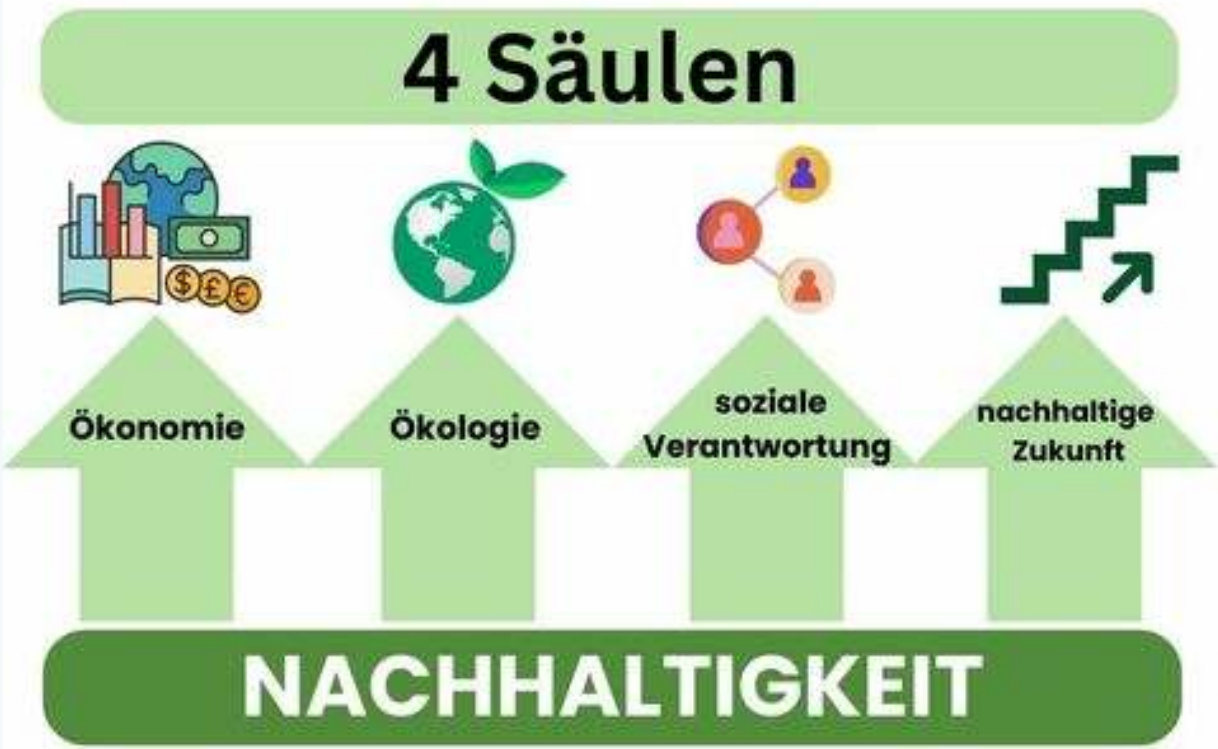 4 Säulen
$ £ €
Ökonomie
Ökologie
soziale
Verantwortung
nachhaltige
Zukunft
NACHHALTIGKEIT